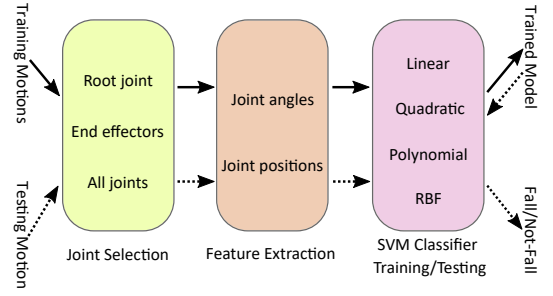 Training Motions
Testing Motion
Root joint
End effectors
All joints
Joint Selection
Joint angles
Joint positions
Feature Extraction
Linear
Quadratic
Polynomial
RBF
SVM Classifier
Training/Testing
Trained Model
Fall/Not-Fall